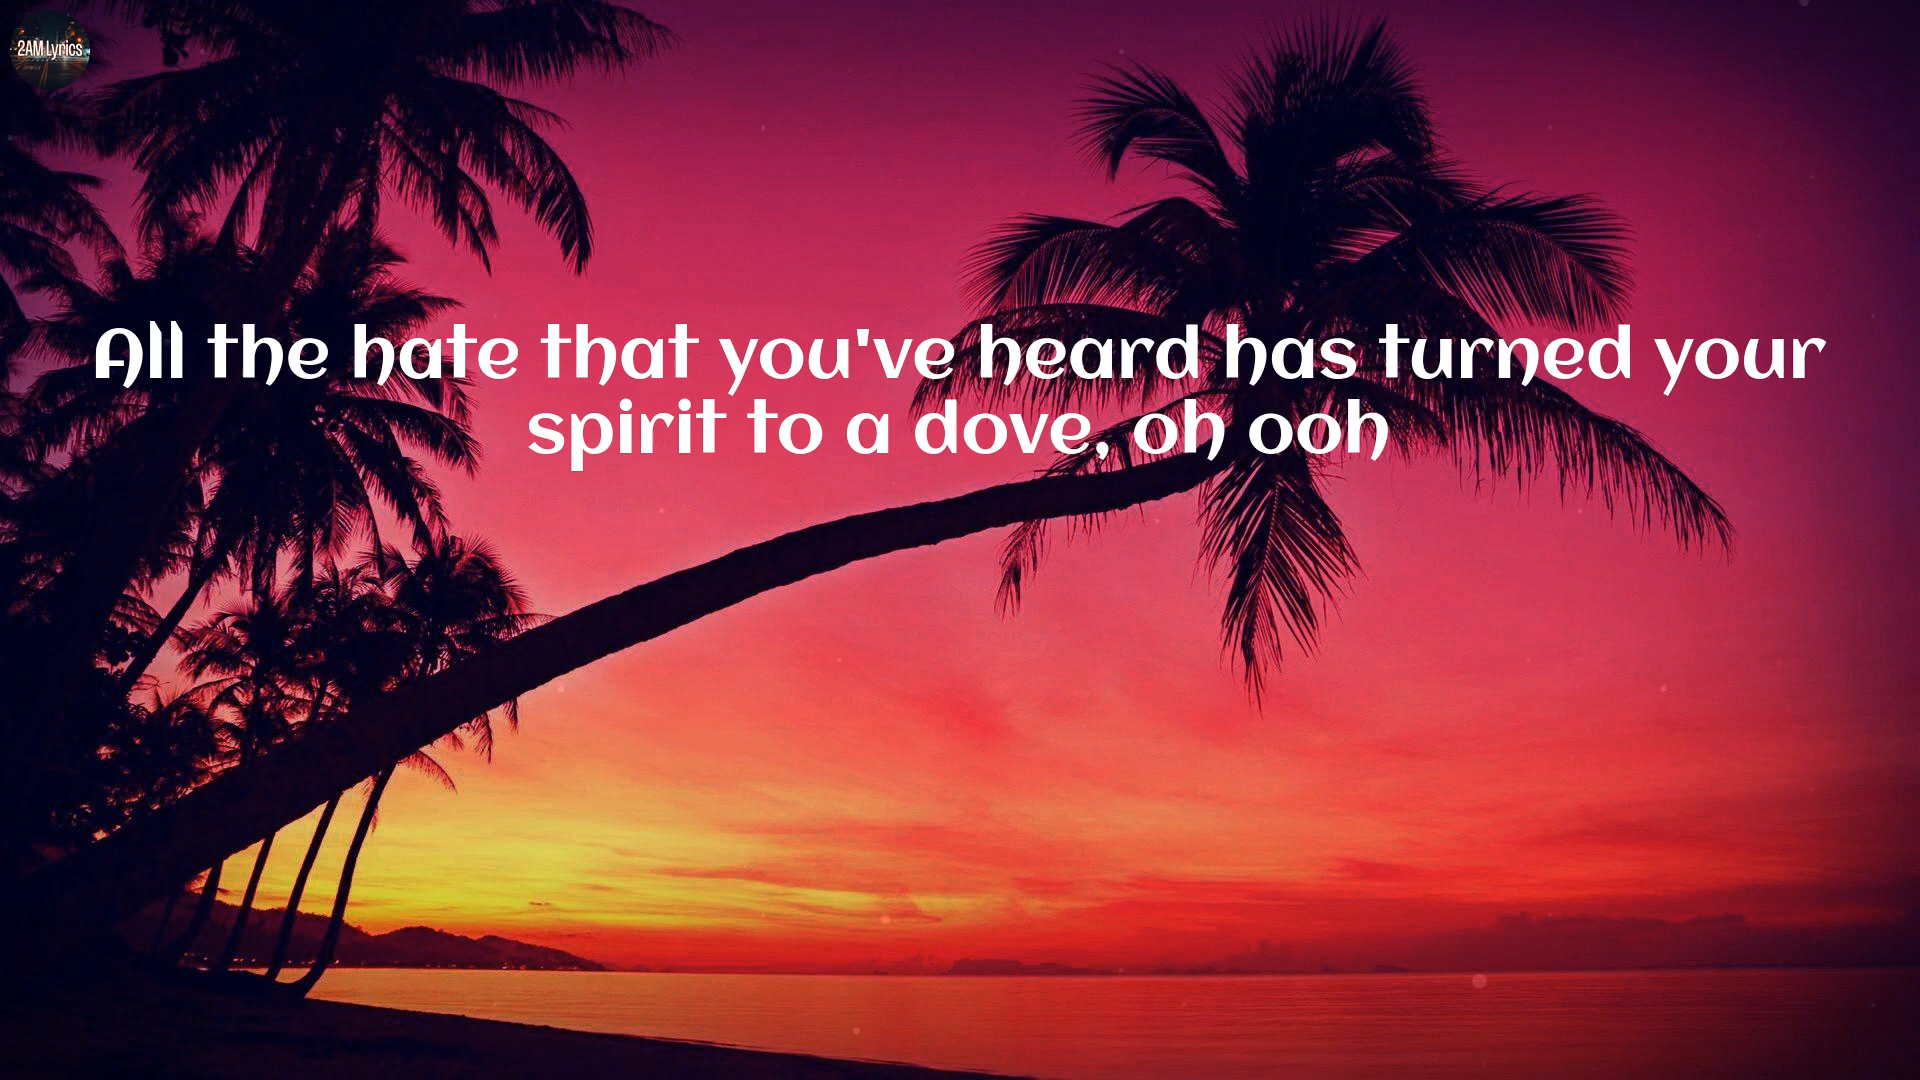 2AM Lyrics
All the hate that you've heard has turned your
spirit to a dove, oh ooh